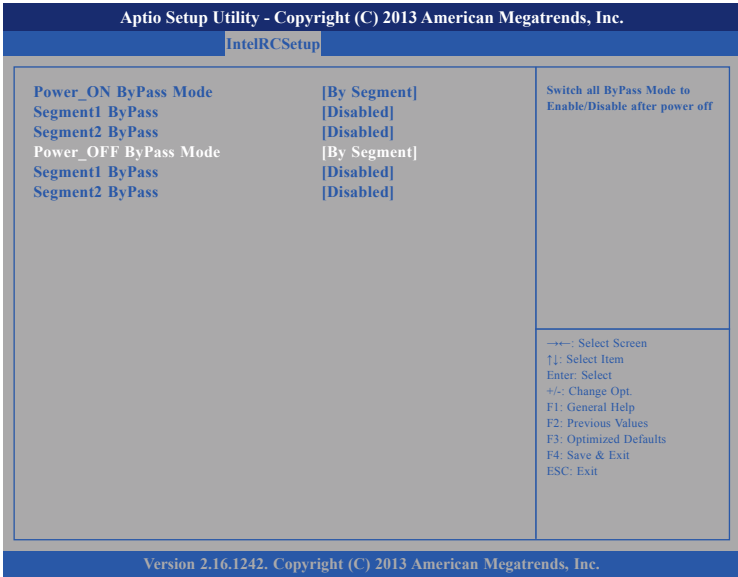 Aptio Setup Utility - Copyright (C) 2013 American Megatrends, Inc.
IntelRCSetup
Power_ON ByPass Mode [By Segment]
Segment1 ByPass [Disabled]
Segment2 ByPass [Disabled]
Power_OFF ByPass Mode [By Segment]
Segment1 ByPass [Disabled]
Segment2 ByPass [Disabled]
Switch all ByPass Mode to
Enable/Disable after power off
→←: Select Screen
↑↓: Select Item
Enter: Select
+/-: Change Opt.
F1: General Help
F2: Previous Values
F3: Optimized Defaults
F4: Save & Exit
ESC: Exit
Version 2.16.1242. Copyright (C) 2013 American Megatrends, Inc.